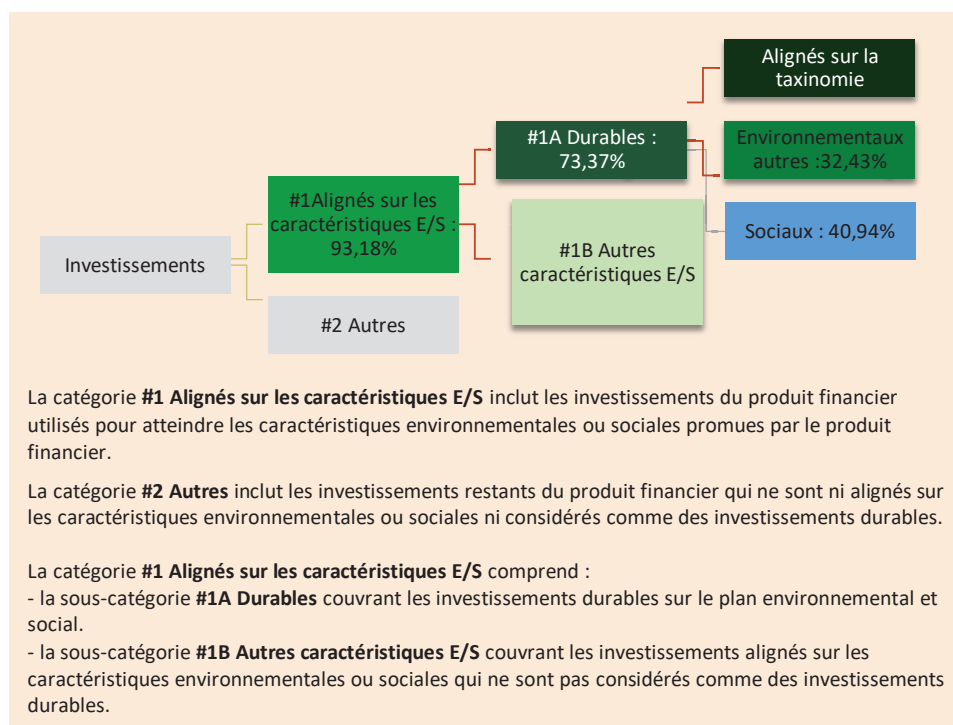 Alignés sur la
taxinomie
#1A Durables :
73,37%
Environnementaux
autres :32,43%
#1Alignés sur les
caractéristiques E/S :
93,18%
Sociaux : 40,94%
#1B Autres
caractéristiques E/S
Investissements
#2 Autres
La catégorie #1 Alignés sur les caractéristiques E/S inclut les investissements du produit financier
utilisés pour atteindre les caractéristiques environnementales ou sociales promues par le produit
financier.
La catégorie #2 Autres inclut les investissements restants du produit financier qui ne sont ni alignés sur
les caractéristiques environnementales ou sociales ni considérés comme des investissements durables.
La catégorie #1 Alignés sur les caractéristiques E/S comprend :
- la sous-catégorie #1A Durables couvrant les investissements durables sur le plan environnemental et
social.
- la sous-catégorie #1B Autres caractéristiques E/S couvrant les investissements alignés sur les
caractéristiques environnementales ou sociales qui ne sont pas considérés comme des investissements
durables.